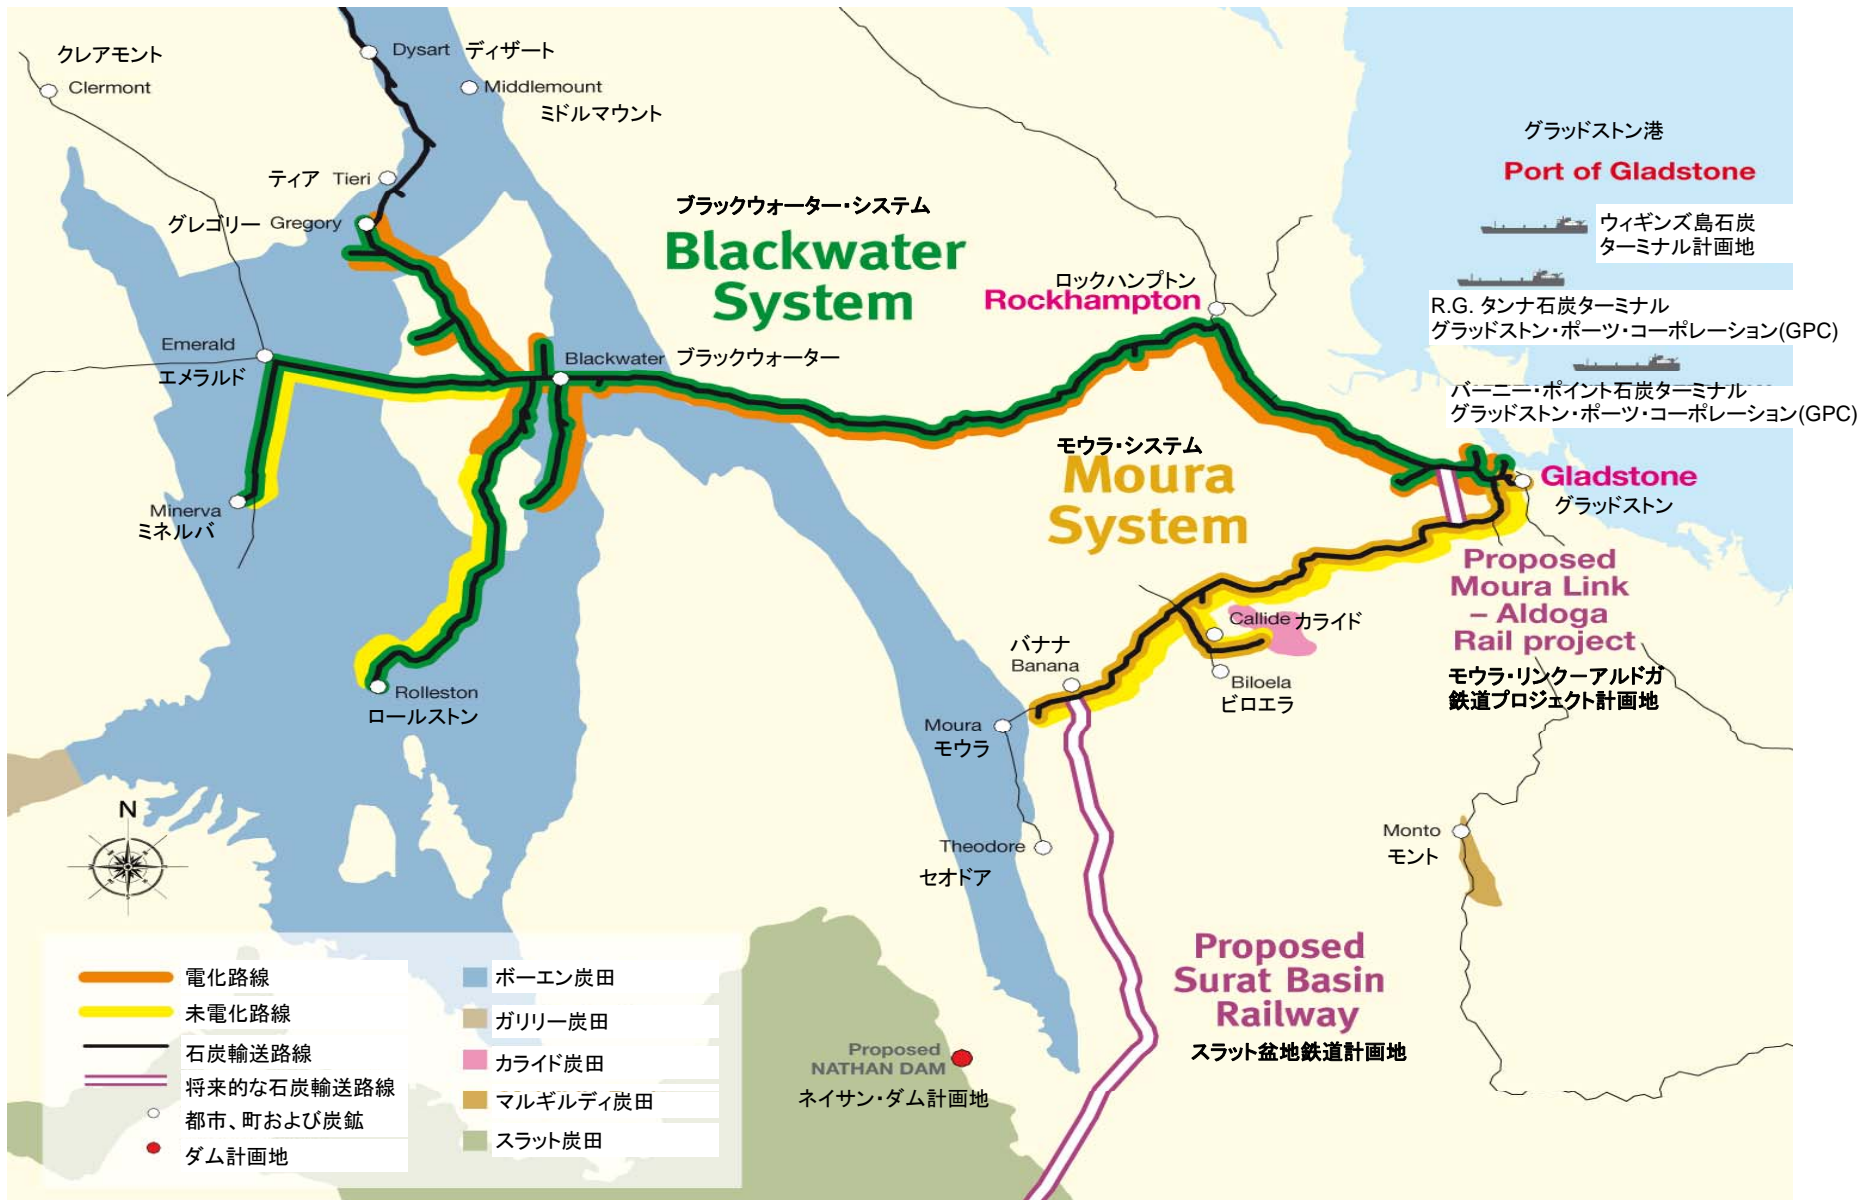 クレアモント
Clermont
Dysart ディザート
Middlemount
ミドルマウント
ティア Tieri
グレゴリー Gregory
ブラックウォーター・システム
Blackwater
System
グラッドストン港
Port of Gladstone
ウィギンズ島石炭
ターミナル計画地
R.G. タンナ石炭ターミナル
グラッドストン・ポーツ・コーポレーション(GPC)
バーニー・ポイント石炭ターミナル
グラッドストン・ポーツ・コーポレーション(GPC)
ロックハンプトン
Rockhampton
Emerald
エメラルド
Blackwater ブラックウォーター
モウラ・システム
Moura
System
Gladstone
グラッドストン
Minerva
ミネルバ
Proposed
Moura Link
– Aldoga
Rail project
モウラ・リンクーアルドガ
鉄道プロジェクト計画地
Callide カライド
バナナ
Banana
Biloela
ビロエラ
Rolleston
ロールストン
Moura
モウラ
Theodore
セオドア
Monto
モント
N
Proposed
Surat Basin
Railway
スラット盆地鉄道計画地
Proposed
NATHAN DAM
ネイサン・ダム計画地
電化路線
未電化路線
石炭輸送路線
将来的な石炭輸送路線
都市、町および炭鉱
ダム計画地
ボーエン炭田
ガリリー炭田
カライド炭田
マルギルディ炭田
スラット炭田